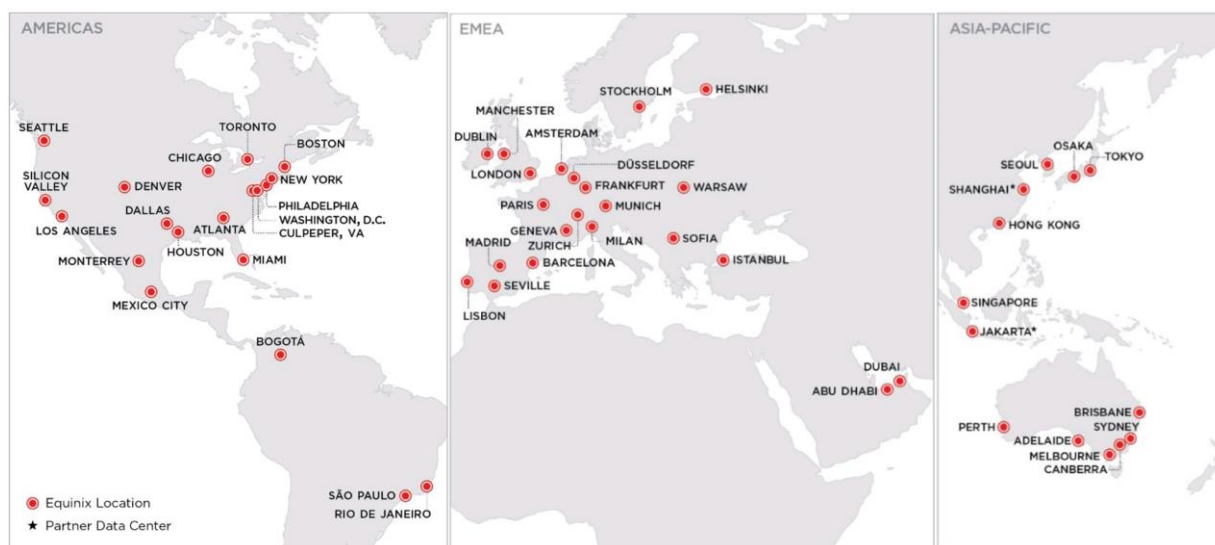 AMERICAS
SEATTLE
TORONTO
BOSTON
CHICAGO
SILICON
VALLEY
DENVER
NEW YORK
PHILADELPHIA
DALLAS
WASHINGTON, D.C.
LOS ANGELES
ATLANTA
CULPEPER, VA
HOUSTON
MONTERREY
MIAMI
MEXICO CITY
BOGOTÁ
SÃO PAULO
RIO DE JANEIRO
Equinix Location
★ Partner Data Center
EMEA
STOCKHOLM
HELSINKI
MANCHESTER
DUBLIN
AMSTERDAM
DÜSSELDORF
LONDON
FRANKFURT
WARSAW
PARIS
MUNICH
GENEVA
ZURICH
MILAN
SOFIA
MADRID
BARCELONA
ISTANBUL
SEVILLE
LISBON
DUBAI
ABU DHABI
ASIA-PACIFIC
OSAKA
SEOUL
TOKYO
SHANGHAI★
HONG KONG
SINGAPORE
JAKARTA★
BRISBANE
PERTH
SYDNEY
ADELAIDE
MELBOURNE
CANBERRA